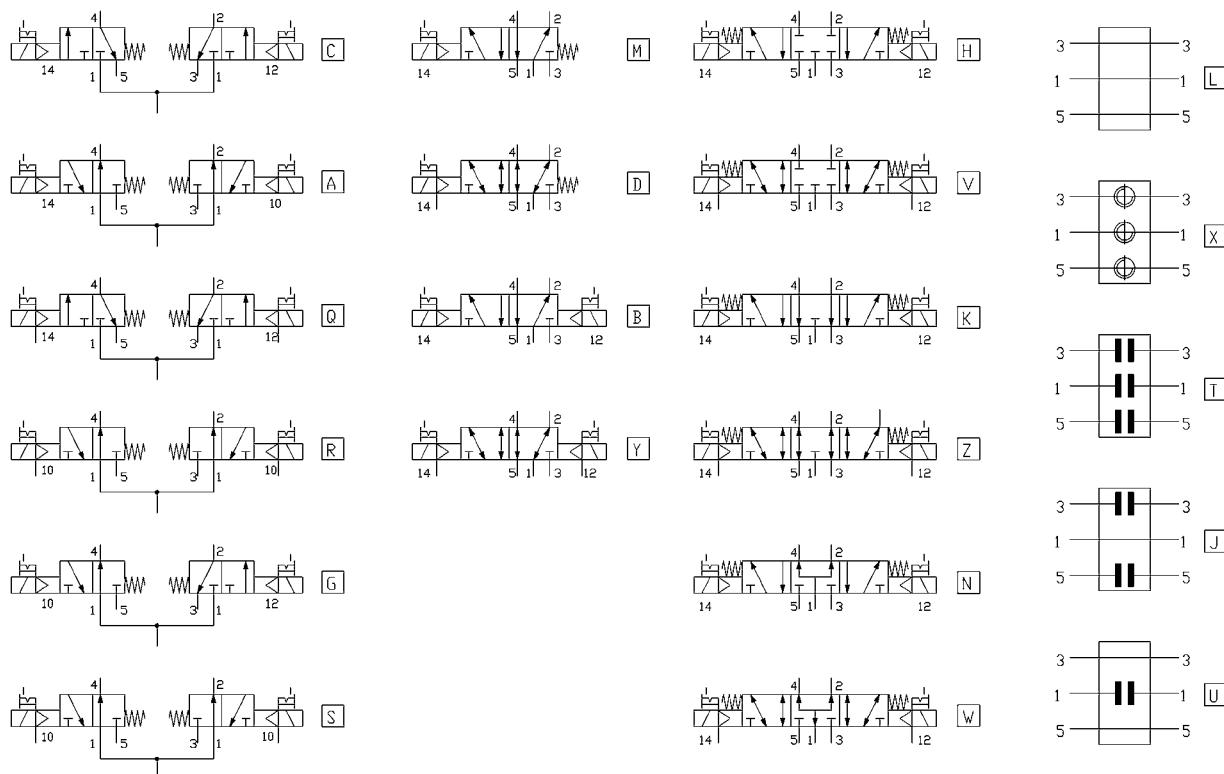 4 2 4 2 4 2
14 1 5 3 1 12 C 14 5 1 3 M 14 5 1 3 12 H
3 3
1 1 L
5 5
4 2 4 2 4 2
14 1 5 3 1 10 A 14 5 1 3 D 14 5 1 3 12 V
3 3
1 1 X
5 5
4 2 4 2 4 2
14 1 5 3 1 12 Q 14 5 1 3 12 B 14 5 1 3 12 K
3 3
1 1 T
5 5
4 2 4 2 4
10 1 5 3 1 10 R 14 5 1 3 12 Y 14 5 1 3 12 Z
3 3
1 1 J
5 5
4 2 4 2
10 1 5 3 1 12 G 14 5 1 3 12 N
3 3
1 1 U
5 5
4 2 4 2
10 1 5 3 1 10 S 14 5 1 3 12 W